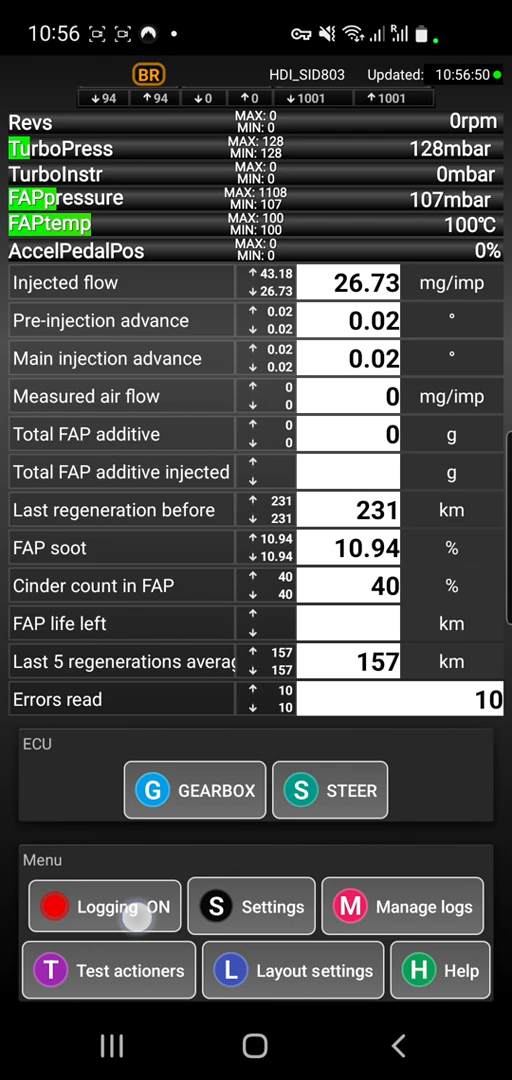 10:56
BR HDI_SID803 Updated: 10:56:50
↓94 ↑94 ↓0 ↑0 ↓1001 ↑1001
Revs MAX: 0 MIN: 0 0rpm
TurboPress MAX: 128 MIN: 128 128mbar
TurboInstr MAX: 0 MIN: 0 0mbar
FAPpressure MAX: 1108 MIN: 107 107mbar
FAPtemp MAX: 100 MIN: 100 100℃
AccelPedalPos MAX: 0 MIN: 0 0%
Injected flow ↑43.18 ↓26.73 26.73 mg/imp
Pre-injection advance ↑0.02 ↓0.02 0.02 °
Main injection advance ↑0.02 ↓0.02 0.02 °
Measured air flow ↑0 ↓0 0 mg/imp
Total FAP additive ↑0 ↓0 0 g
Total FAP additive injected ↑ ↓ g
Last regeneration before ↑231 ↓231 231 km
FAP soot ↑10.94 ↓10.94 10.94 %
Cinder count in FAP ↑40 ↓40 40 %
FAP life left ↑ ↓ km
Last 5 regenerations averag ↑157 ↓157 157 km
Errors read ↑10 ↓10 10
ECU
G GEARBOX S STEER
Menu
Logging ON S Settings M Manage logs
T Test actioners L Layout settings H Help